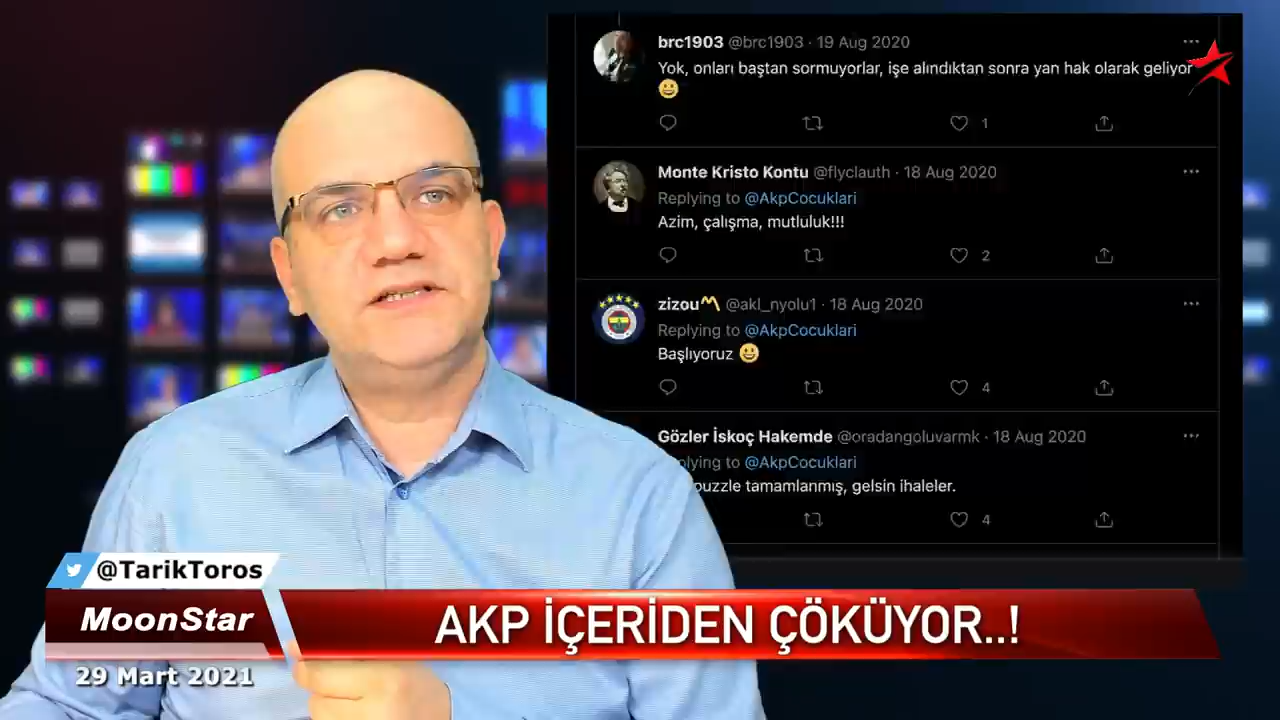 brc1903 @brc1903 · 19 Aug 2020
Yok, onları baştan sormuyorlar, işe alındıktan sonra yan hak olarak geliyor
😀
1
Monte Kristo Kontu @flyclauth · 18 Aug 2020
Replying to @AkpCocuklari
Azim, çalışma, mutluluk!!!
2
zizou〽 @akl_nyolu1 · 18 Aug 2020
Replying to @AkpCocuklari
Başlıyoruz 😀
4
Gözler İskoç Hakemde @oradangoluvarmk · 18 Aug 2020
plying to @AkpCocuklari
puzzle tamamlanmış, gelsin ihaleler.
4
@TarikToros
MoonStar
AKP İÇERİDEN ÇÖKÜYOR..!
29 Mart 2021